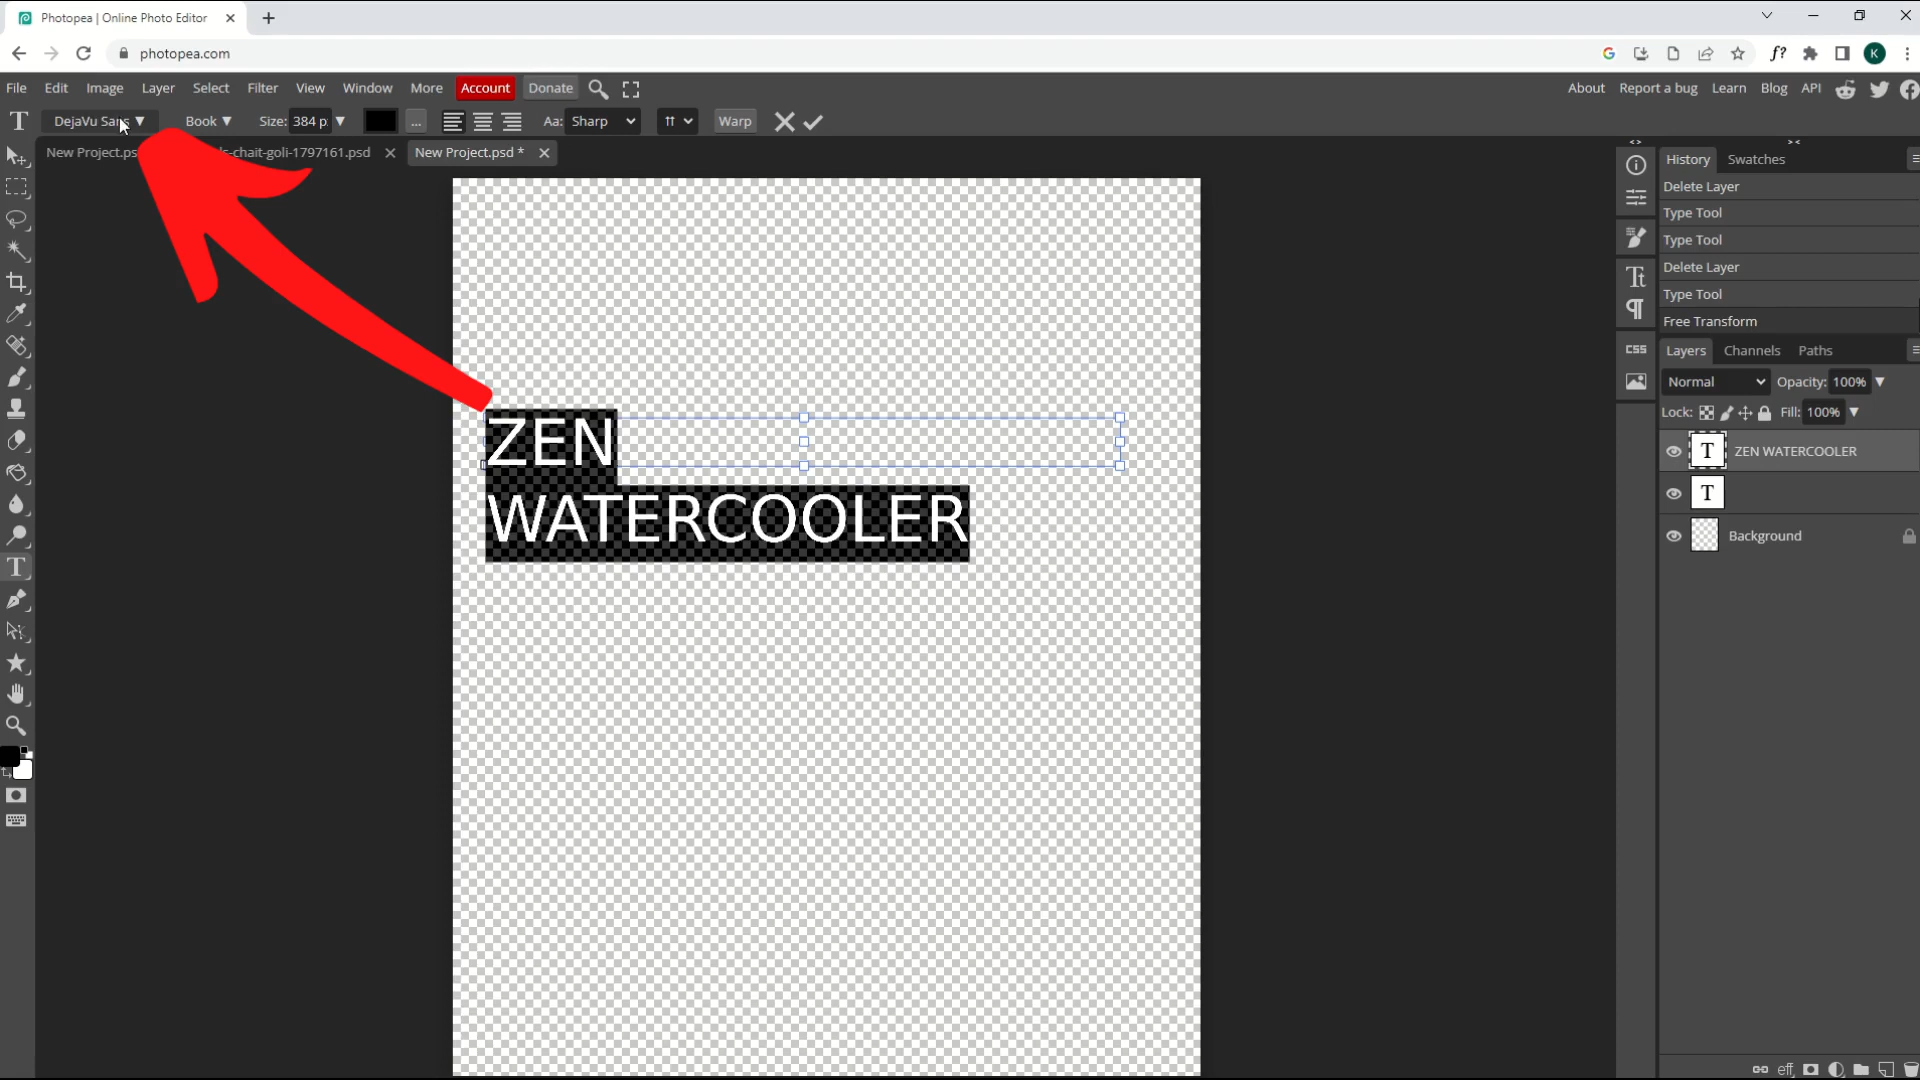 Photopea | Online Photo Editor
photopea.com
f?
K
File Edit Image Layer Select Filter View Window More Account Donate
About Report a bug Learn Blog API
T DejaVu Sans Book Size: 384 p ... Aa: Sharp Warp
New Project.ps s-chait-goli-1797161.psd New Project.psd *
History Swatches
Delete Layer
Type Tool
Type Tool
Delete Layer
Type Tool
Free Transform
CSS
Layers Channels Paths
Normal Opacity: 100%
Lock: Fill: 100%
T ZEN WATERCOOLER
T
Background
ZEN
WATERCOOLER
eff